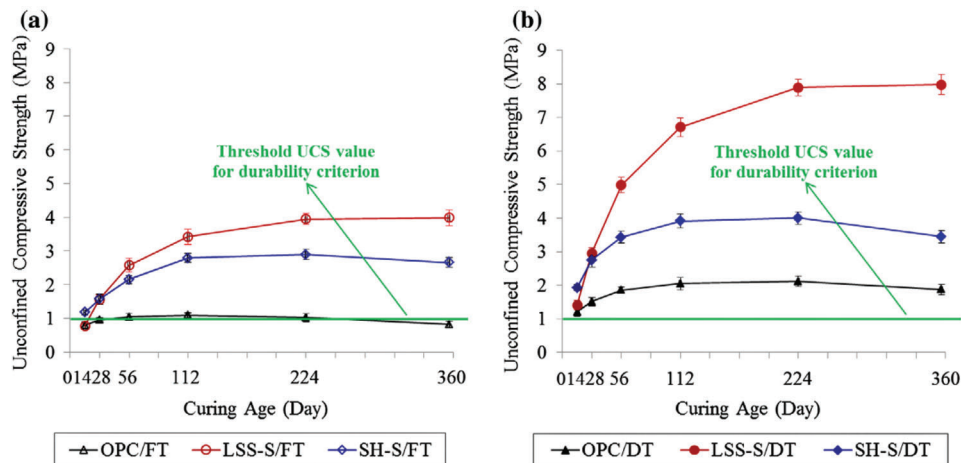 (a)
9
8
7
6
5
4
3
2
1
0
Unconfined Compressive Strength (MPa)
Threshold UCS value
for durability criterion
01428 56 112 224 360
Curing Age (Day)
OPC/FT LSS-S/FT SH-S/FT
(b)
9
8
7
6
5
4
3
2
1
0
Unconfined Compressive Strength (MPa)
Threshold UCS value
for durability criterion
01428 56 112 224 360
Curing Age (Day)
OPC/DT LSS-S/DT SH-S/DT